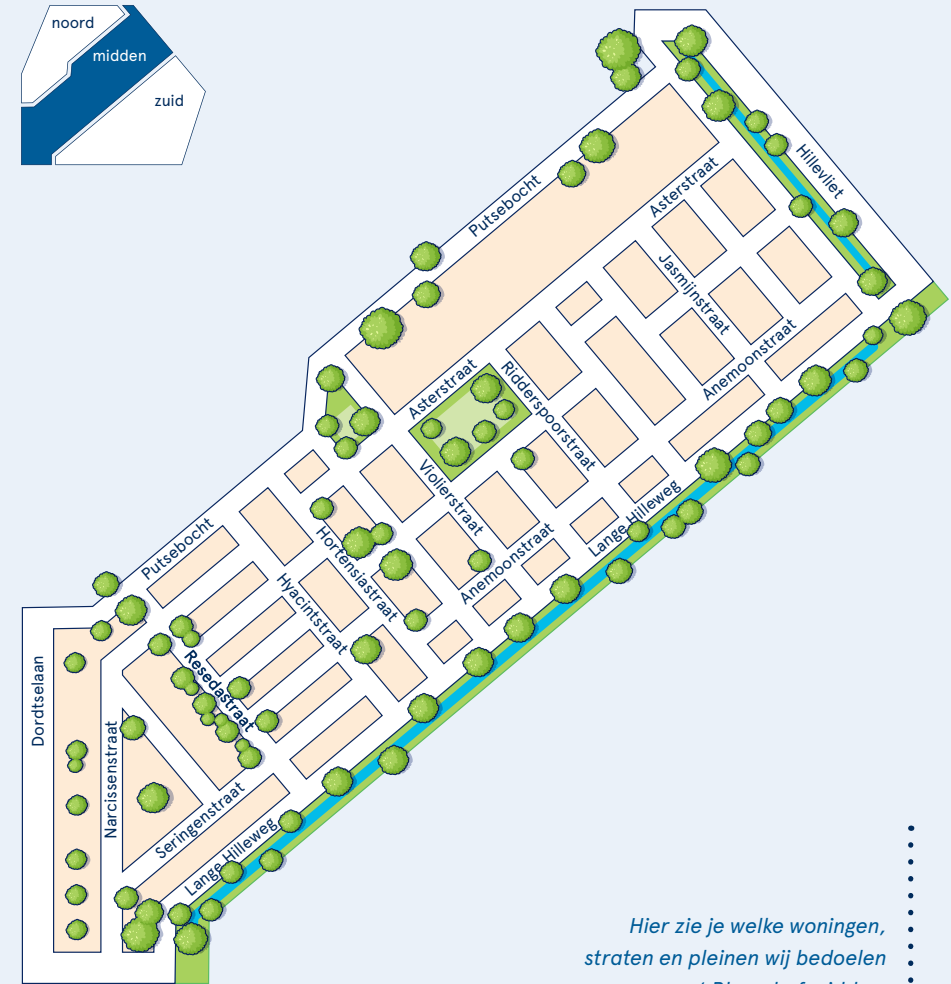 noord
midden
zuid
Hillevliet
Putsebocht
Asterstraat
Jasmijnstraat
Anemoonstraat
Asterstraat
Ridderspoorstraat
Violierstraat
Lange Hilleweg
Anemoonstraat
Putsebocht
Hortensiastraat
Hyacintstraat
Resedastraat
Dordtselaan
Narcissenstraat
Seringenstraat
Lange Hilleweg
Hier zie je welke woningen,
straten en pleinen wij bedoelen